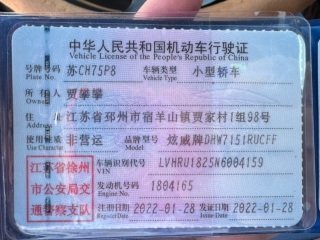 中华人民共和国机动车行驶证
Vehicle License of the People's Republic of China
号牌号码 苏CH75P8 车辆类型 小型轿车
Plate No. Vehicle Type
所有人 贾攀攀
Owner
住址 江苏省邳州市宿羊山镇贾家村1组98号
Address
使用性质 非营运 品牌型号 炫威牌DHW7151RUCFF
Use Character Model
江苏省徐州 车辆识别代号 LVHRU1825N6004159
VIN
市公安局交 发动机号码 1804165
Engine No.
通警察支队 注册日期 2022-01-28 发证日期 2022-01-28
Register Date Issue Date